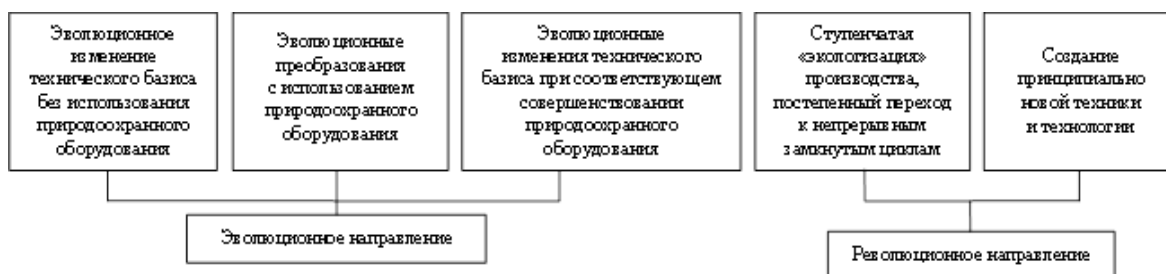 Эволюционное
изменение
технического базиса
без использования
природоохранного
оборудования
Эволюционные
преобразования
с использованием
природоохранного
оборудования
Эволюционные
изменения технического
базиса при соответствующем
совершенствовании
природоохранного
оборудования
Ступенчатая
«экологизация»
производства,
постепенный переход
к непрерывным
замкнутым циклам
Создание
принципиально
новой техники
и технологии
Эволюционное направление
Революционное направление